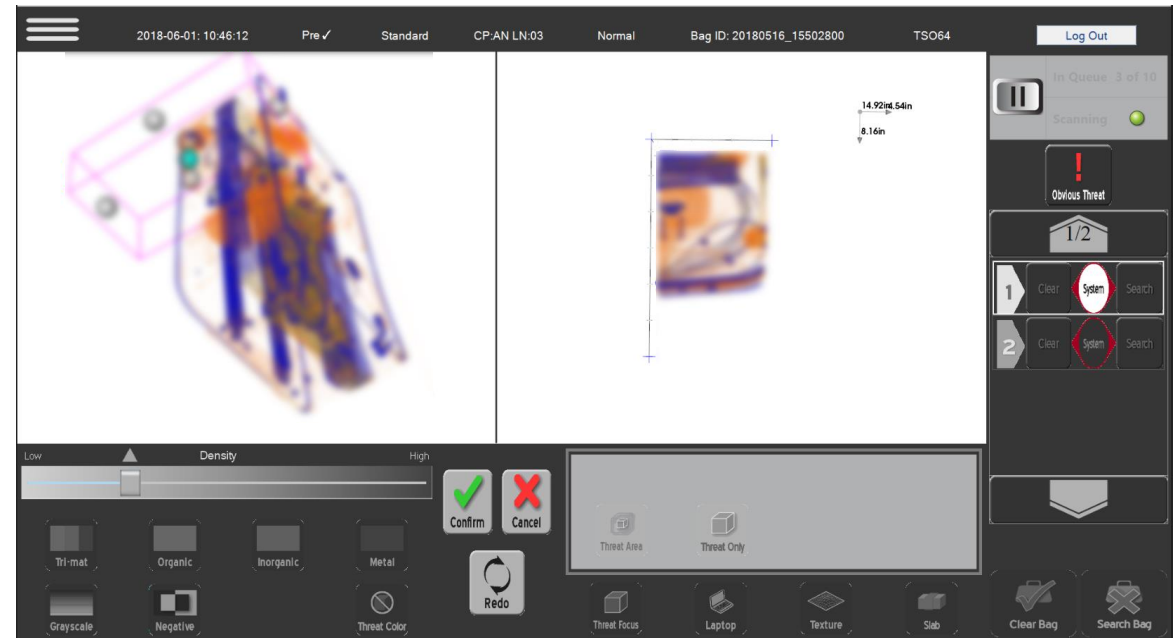 2018-06-01: 10:46:12 Pre✓ Standard CP:AN LN:03 Normal Bag ID: 20180516_15502800 TSO64 Log Out
In Queue 3 of 10
Scanning
14.92in 4.54in
8.16in
!
Obvious Threat
1/2
1 Clear System Search
2 Clear System Search
Low Density High
Confirm Cancel
Threat Area Threat Only
Tri-mat Organic Inorganic Metal
Redo
Grayscale Negative Threat Color
Threat Focus Laptop Texture Slab
Clear Bag Search Bag